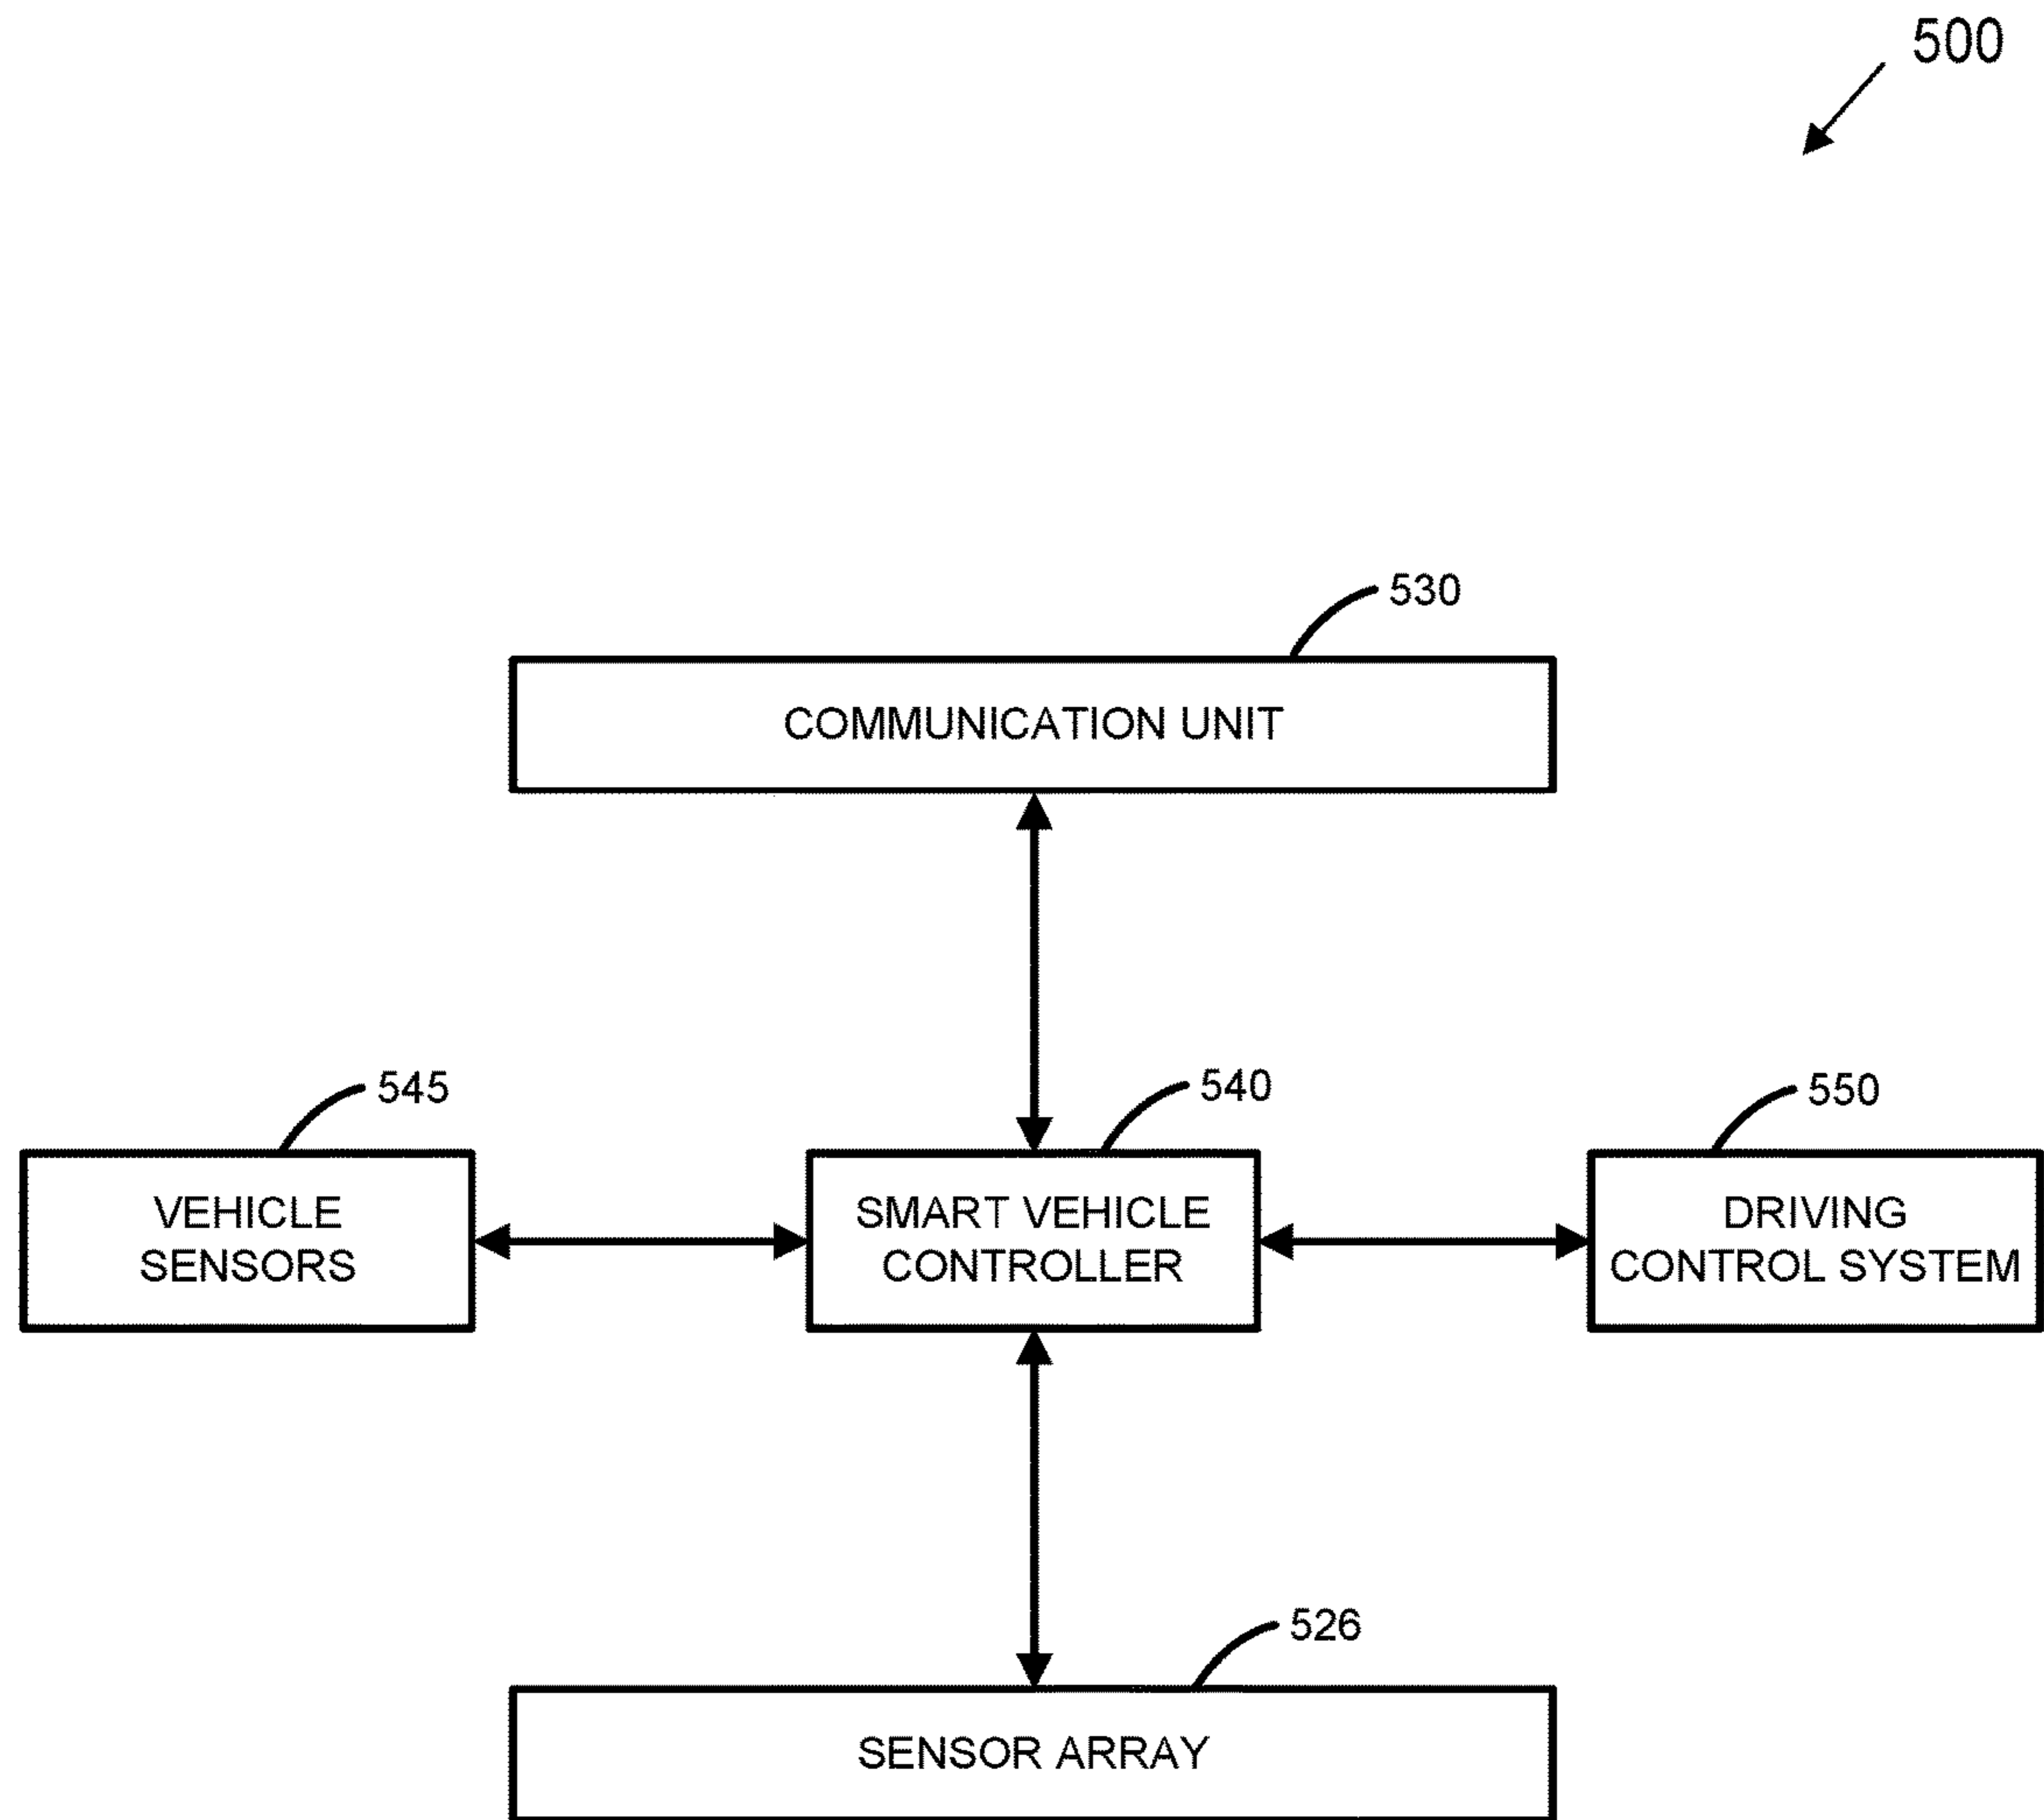 500
530
COMMUNICATION UNIT
545
540
550
VEHICLE
SENSORS
SMART VEHICLE
CONTROLLER
DRIVING
CONTROL SYSTEM
526
SENSOR ARRAY